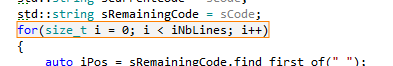 std::string sRemainingCode = sCode;
for(size_t i = 0; i < iNbLines; i++)
{
auto iPos = sRemainingCode.find_first_of(" ");